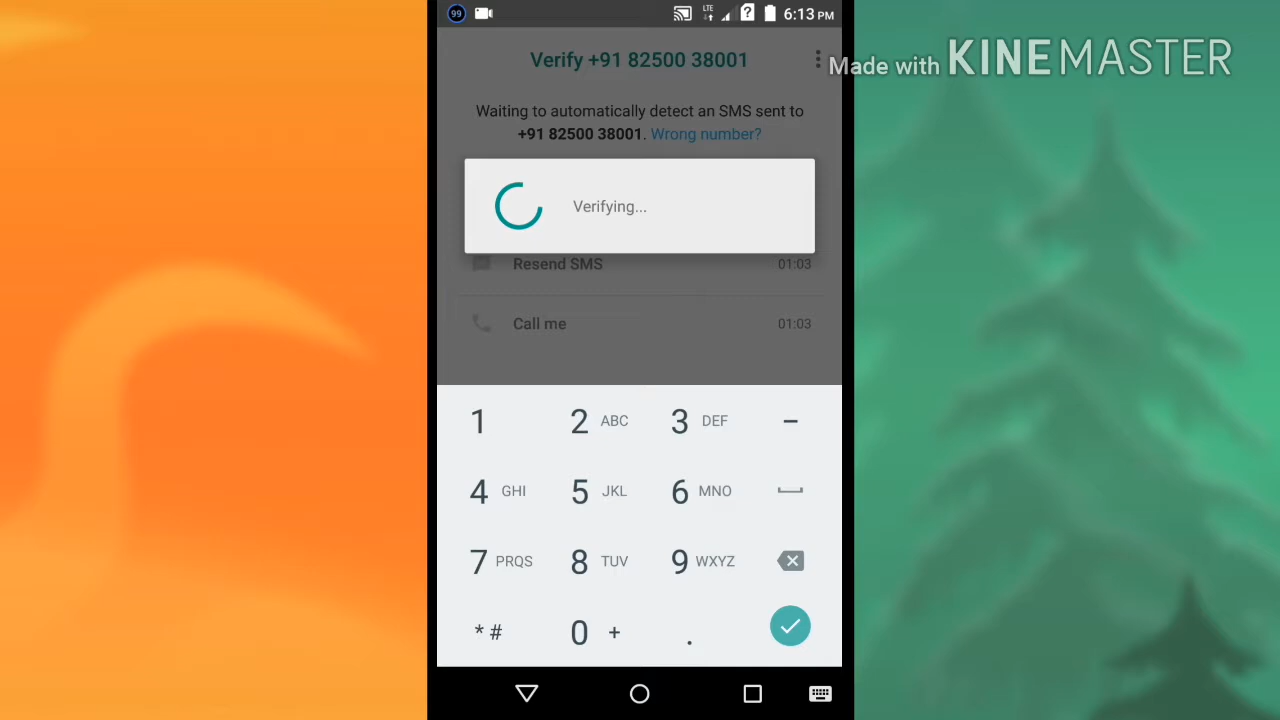 99
LTE
6:13 PM
Verify +91 82500 38001
Made with KINEMASTER
Waiting to automatically detect an SMS sent to
+91 82500 38001. Wrong number?
Verifying...
Resend SMS 01:03
Call me 01:03
1 2 ABC 3 DEF –
4 GHI 5 JKL 6 MNO
7 PRQS 8 TUV 9 WXYZ
* # 0 + .